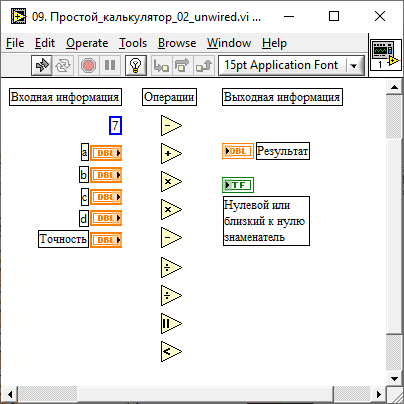 09. Простой_калькулятор_02_unwired.vi ...
File Edit Operate Tools Browse Window Help
15pt Application Font
1
Входная информация Операции Выходная информация
7
−
a DBL + DBL Результат
b DBL ×
TF
c DBL ×
Нулевой или
близкий к нулю
знаменатель
d DBL
Точность DBL −
÷
÷
||
<